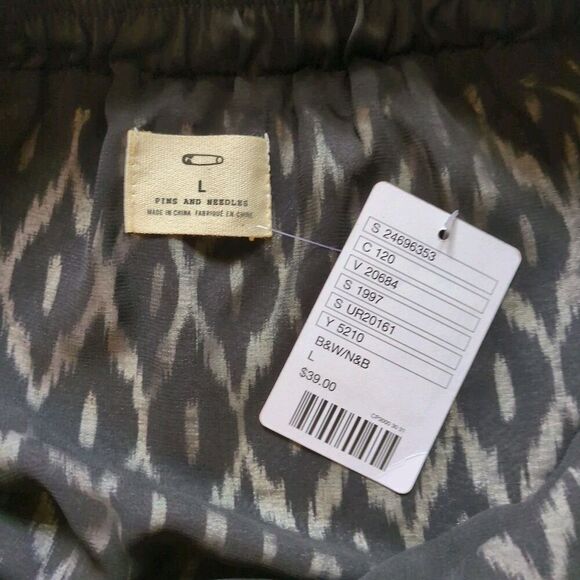 L
PINS AND NEEDLES
MADE IN CHINA FABRIQUÉ EN CHINE
S 24696353
C 120
V 20684
S 1997
S UR20161
Y 5210
B&W/N&B
L
$39.00